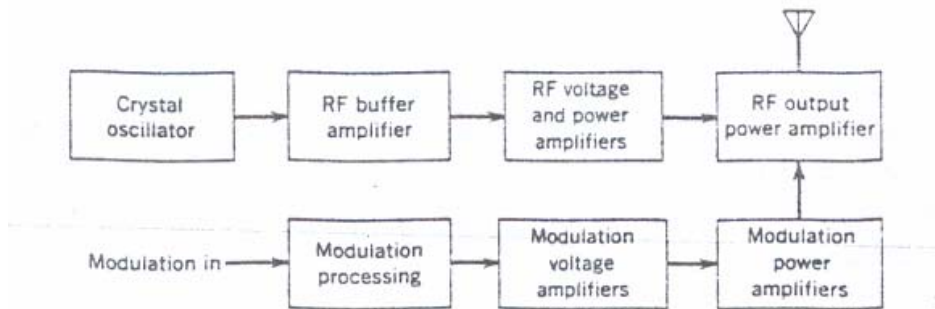 Crystal
oscillator
RF buffer
amplifier
RF voltage
and power
amplifiers
RF output
power amplifier
Modulation in
Modulation
processing
Modulation
voltage
amplifiers
Modulation
power
amplifiers